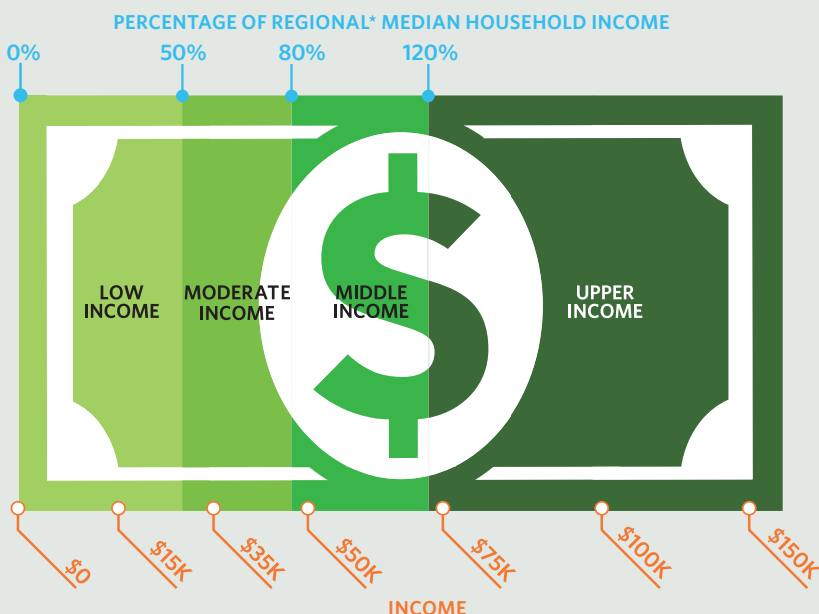 PERCENTAGE OF REGIONAL* MEDIAN HOUSEHOLD INCOME
0% 50% 80% 120%
LOW
INCOME
MODERATE
INCOME
MIDDLE
INCOME
UPPER
INCOME
$
$0 $15K $35K $50K $75K $100K $150K
INCOME